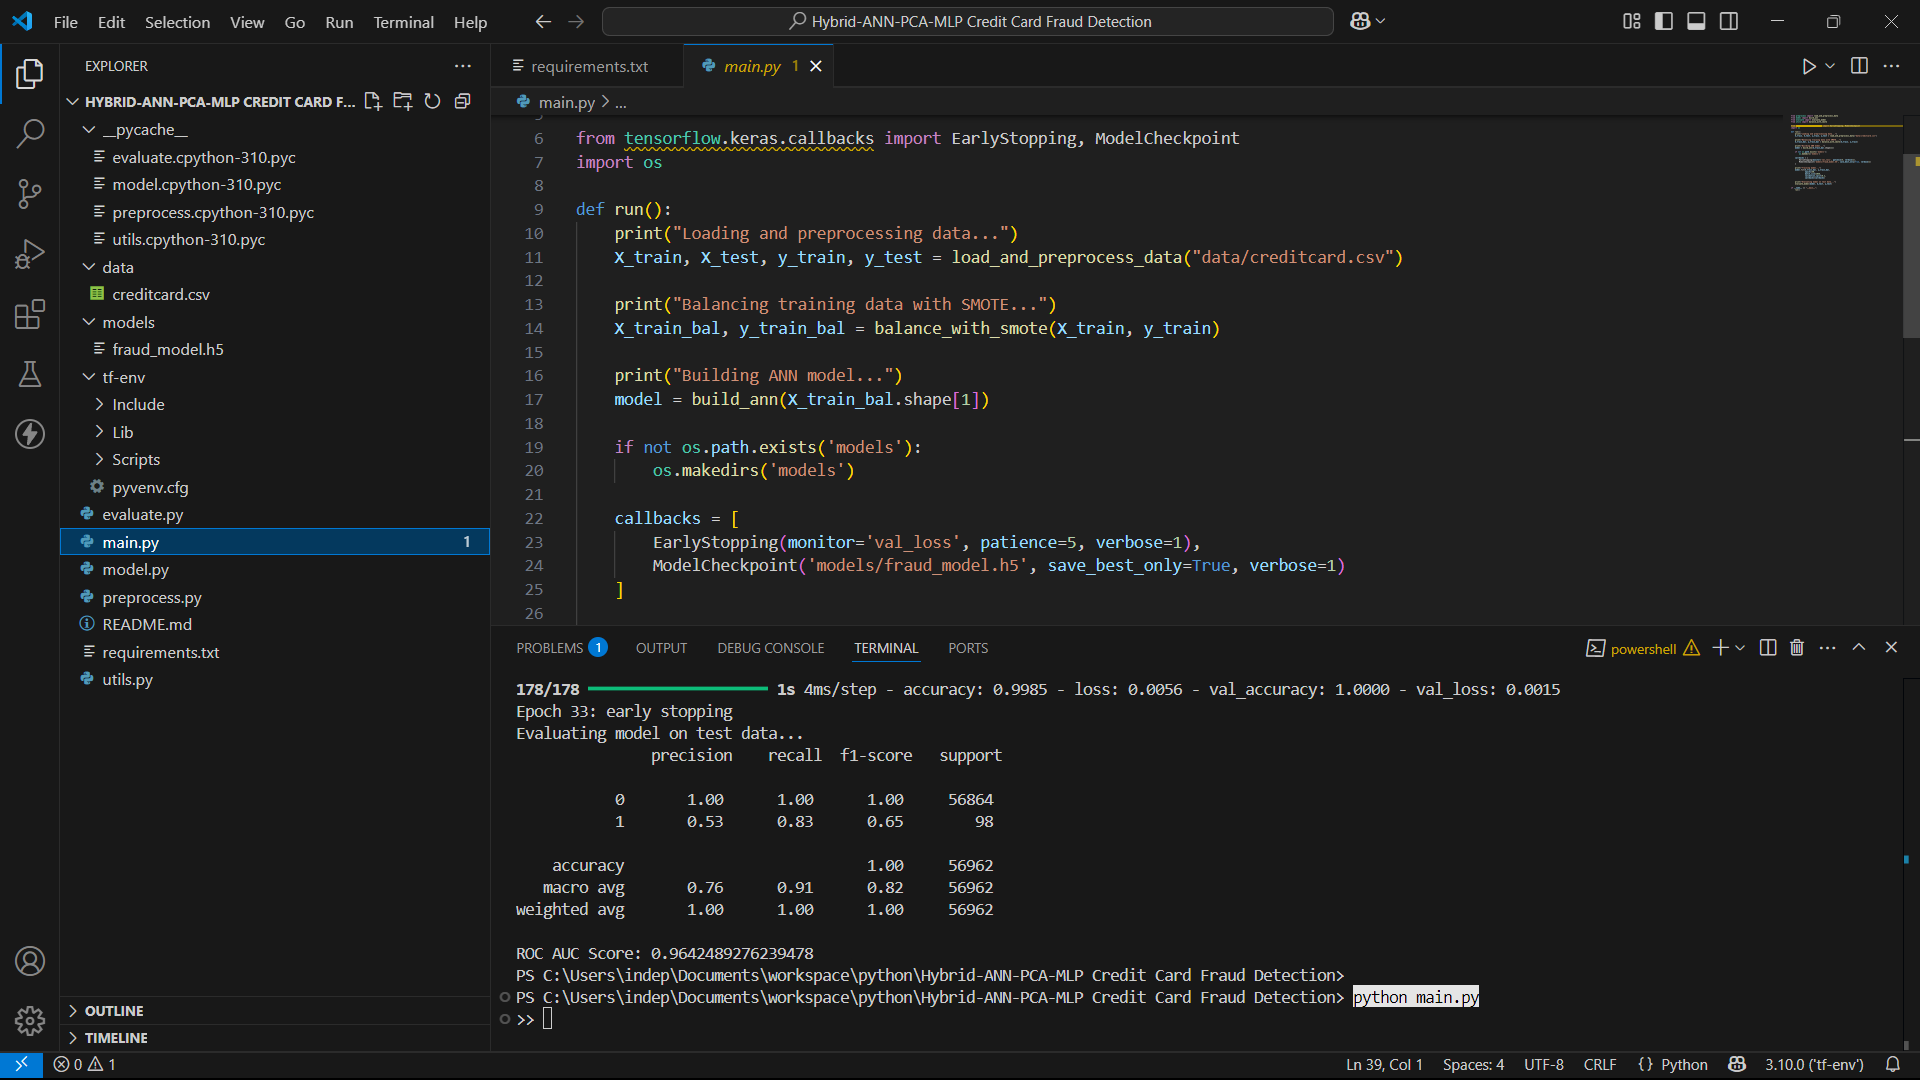 File Edit Selection View Go Run Terminal Help
Hybrid-ANN-PCA-MLP Credit Card Fraud Detection
EXPLORER
HYBRID-ANN-PCA-MLP CREDIT CARD F...
__pycache__
evaluate.cpython-310.pyc
model.cpython-310.pyc
preprocess.cpython-310.pyc
utils.cpython-310.pyc
data
creditcard.csv
models
fraud_model.h5
tf-env
Include
Lib
Scripts
pyvenv.cfg
evaluate.py
main.py 1
model.py
preprocess.py
README.md
requirements.txt
utils.py
OUTLINE
TIMELINE
requirements.txt main.py 1
main.py > ...
6 from tensorflow.keras.callbacks import EarlyStopping, ModelCheckpoint
7 import os
8
9 def run():
10 print("Loading and preprocessing data...")
11 X_train, X_test, y_train, y_test = load_and_preprocess_data("data/creditcard.csv")
12
13 print("Balancing training data with SMOTE...")
14 X_train_bal, y_train_bal = balance_with_smote(X_train, y_train)
15
16 print("Building ANN model...")
17 model = build_ann(X_train_bal.shape[1])
18
19 if not os.path.exists('models'):
20 os.makedirs('models')
21
22 callbacks = [
23 EarlyStopping(monitor='val_loss', patience=5, verbose=1),
24 ModelCheckpoint('models/fraud_model.h5', save_best_only=True, verbose=1)
25 ]
26
PROBLEMS 1 OUTPUT DEBUG CONSOLE TERMINAL PORTS
powershell
178/178 1s 4ms/step - accuracy: 0.9985 - loss: 0.0056 - val_accuracy: 1.0000 - val_loss: 0.0015
Epoch 33: early stopping
Evaluating model on test data...
precision recall f1-score support
0 1.00 1.00 1.00 56864
1 0.53 0.83 0.65 98
accuracy 1.00 56962
macro avg 0.76 0.91 0.82 56962
weighted avg 1.00 1.00 1.00 56962
ROC AUC Score: 0.9642489276239478
PS C:\Users\indep\Documents\workspace\python\Hybrid-ANN-PCA-MLP Credit Card Fraud Detection>
PS C:\Users\indep\Documents\workspace\python\Hybrid-ANN-PCA-MLP Credit Card Fraud Detection> python main.py
>>
0 1 Ln 39, Col 1 Spaces: 4 UTF-8 CRLF {} Python 3.10.0 ('tf-env')